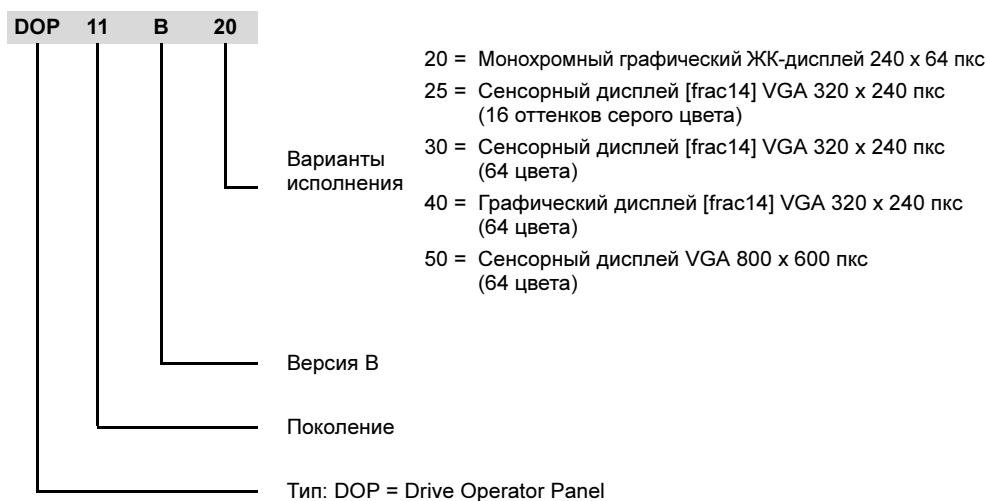 DOP 11 B 20
20 = Монохромный графический ЖК-дисплей 240 x 64 пкс
25 = Сенсорный дисплей [frac14] VGA 320 x 240 пкс
(16 оттенков серого цвета)
Варианты
исполнения
30 = Сенсорный дисплей [frac14] VGA 320 x 240 пкс
(64 цвета)
40 = Графический дисплей [frac14] VGA 320 x 240 пкс
(64 цвета)
50 = Сенсорный дисплей VGA 800 x 600 пкс
(64 цвета)
Версия B
Поколение
Тип: DOP = Drive Operator Panel